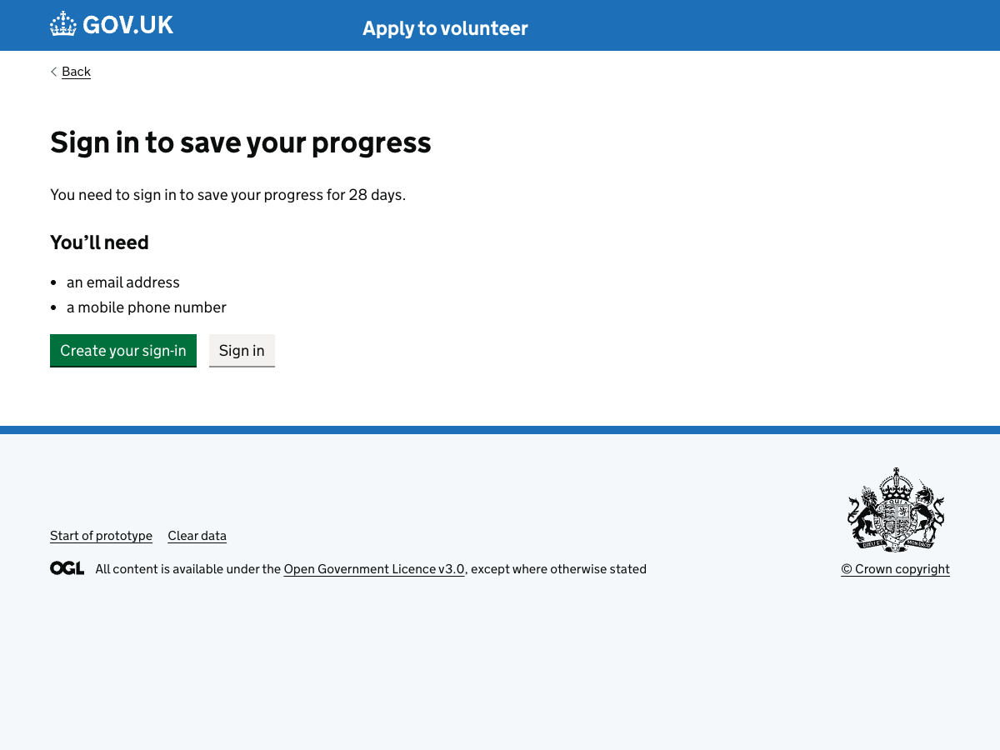 GOV.UK
Apply to volunteer
Back
Sign in to save your progress
You need to sign in to save your progress for 28 days.
You’ll need
• an email address
• a mobile phone number
Create your sign-in
Sign in
Start of prototype
Clear data
OGL
All content is available under the Open Government Licence v3.0, except where otherwise stated
© Crown copyright